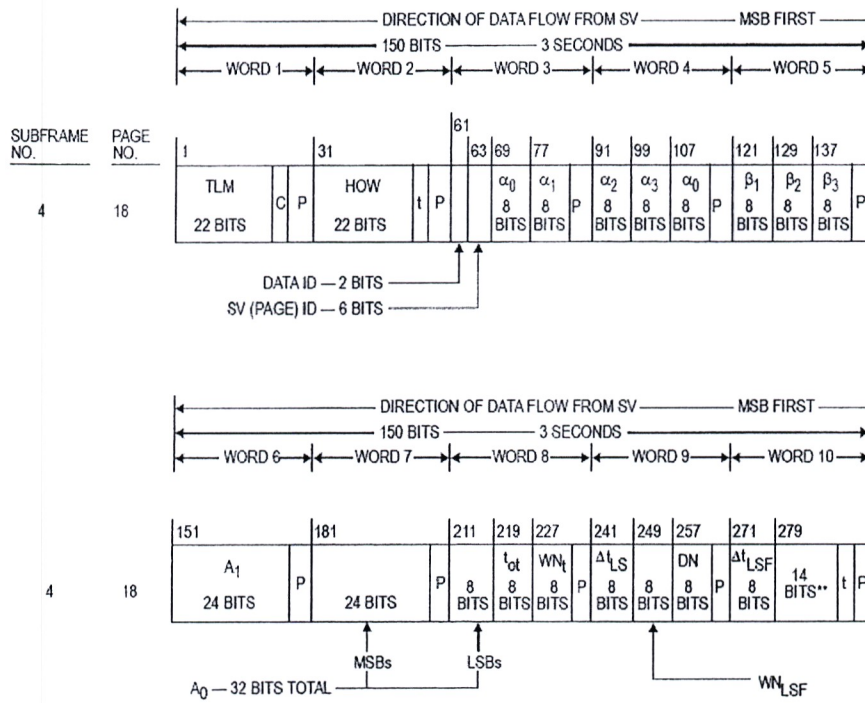 DIRECTION OF DATA FLOW FROM SV MSB FIRST
150 BITS 3 SECONDS
WORD 1 WORD 2 WORD 3 WORD 4 WORD 5
SUBFRAME NO. PAGE NO.
1 31 61 63 69 77 91 99 107 121 129 137
4 18 TLM 22 BITS C P HOW 22 BITS t P α0 8 BITS α1 8 BITS P α2 8 BITS α3 8 BITS α0 8 BITS P β1 8 BITS β2 8 BITS β3 8 BITS P
DATA ID — 2 BITS
SV (PAGE) ID — 6 BITS
DIRECTION OF DATA FLOW FROM SV MSB FIRST
150 BITS 3 SECONDS
WORD 6 WORD 7 WORD 8 WORD 9 WORD 10
151 181 211 219 227 241 249 257 271 279
4 18 A1 24 BITS P 24 BITS P 8 BITS tot 8 BITS WNt 8 BITS P ΔtLS 8 BITS 8 BITS DN 8 BITS P ΔtLSF 8 BITS 14 BITS** t P
MSBs LSBs
A0 — 32 BITS TOTAL WNLSF